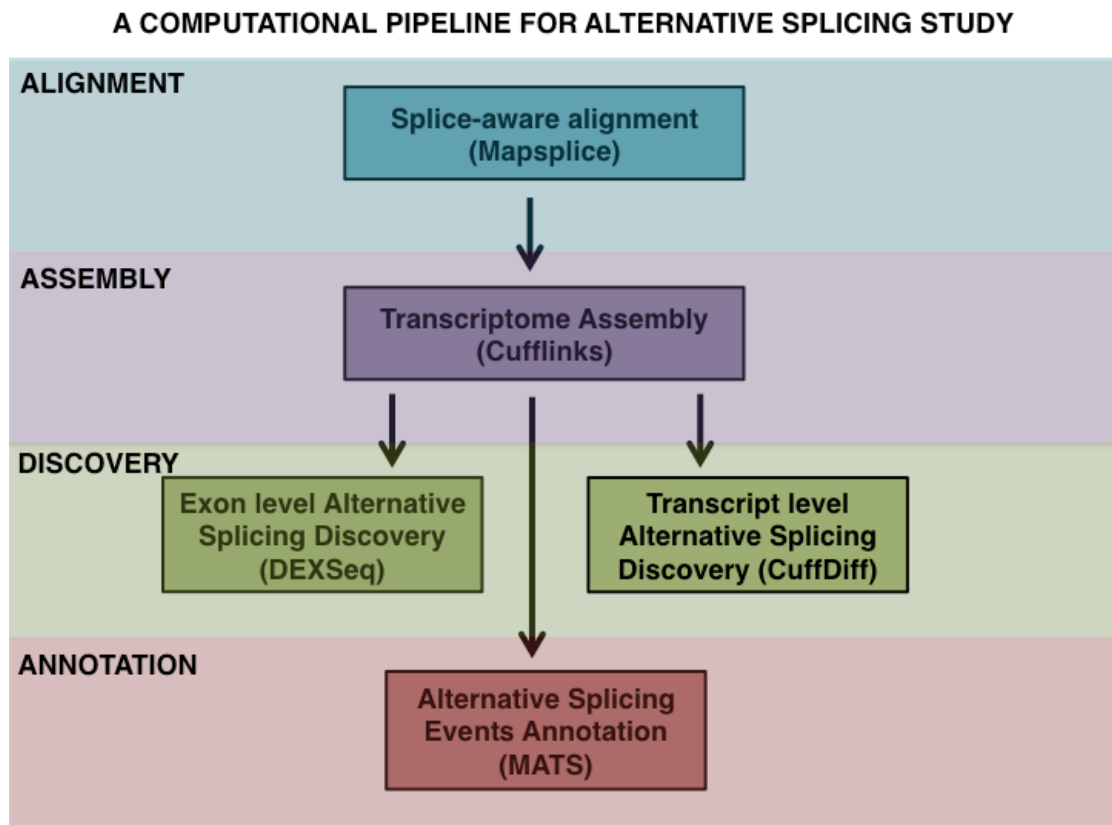 A COMPUTATIONAL PIPELINE FOR ALTERNATIVE SPLICING STUDY
ALIGNMENT
Splice-aware alignment
(Mapsplice)
ASSEMBLY
Transcriptome Assembly
(Cufflinks)
DISCOVERY
Exon level Alternative
Splicing Discovery
(DEXSeq)
Transcript level
Alternative Splicing
Discovery (CuffDiff)
ANNOTATION
Alternative Splicing
Events Annotation
(MATS)